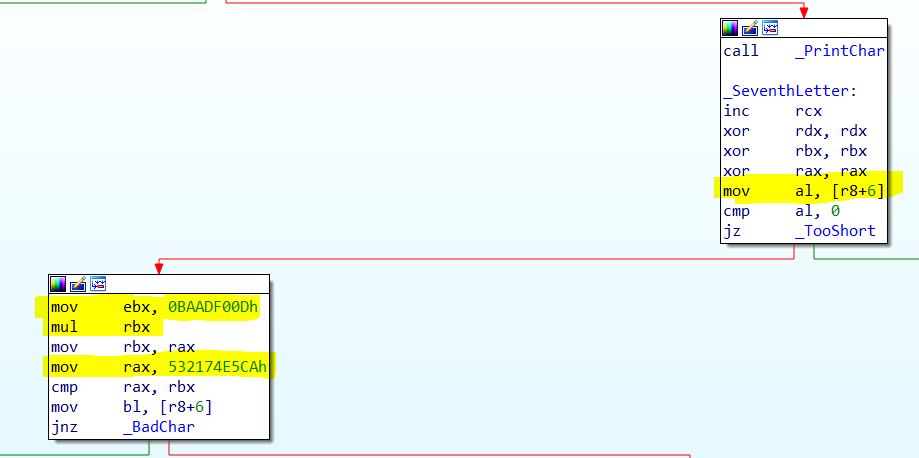 call _PrintChar
_SeventhLetter:
inc rcx
xor rdx, rdx
xor rbx, rbx
xor rax, rax
mov al, [r8+6]
cmp al, 0
jz _TooShort
mov ebx, 0BAADF00Dh
mul rbx
mov rbx, rax
mov rax, 532174E5CAh
cmp rax, rbx
mov bl, [r8+6]
jnz _BadChar